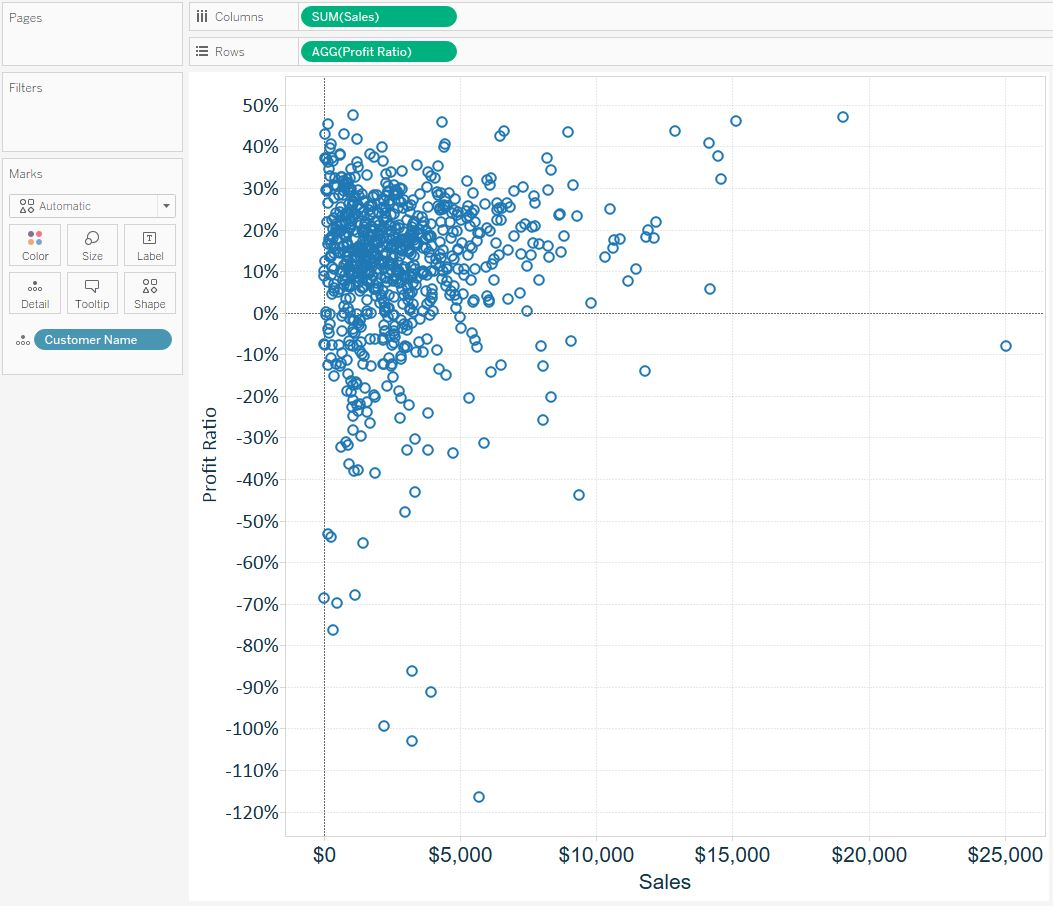 Pages
Columns
SUM(Sales)
Rows
AGG(Profit Ratio)
Filters
Marks
Automatic
Color
Size
Label
Detail
Tooltip
Shape
Customer Name
Profit Ratio
50%
40%
30%
20%
10%
0%
-10%
-20%
-30%
-40%
-50%
-60%
-70%
-80%
-90%
-100%
-110%
-120%
$0
$5,000
$10,000
$15,000
$20,000
$25,000
Sales